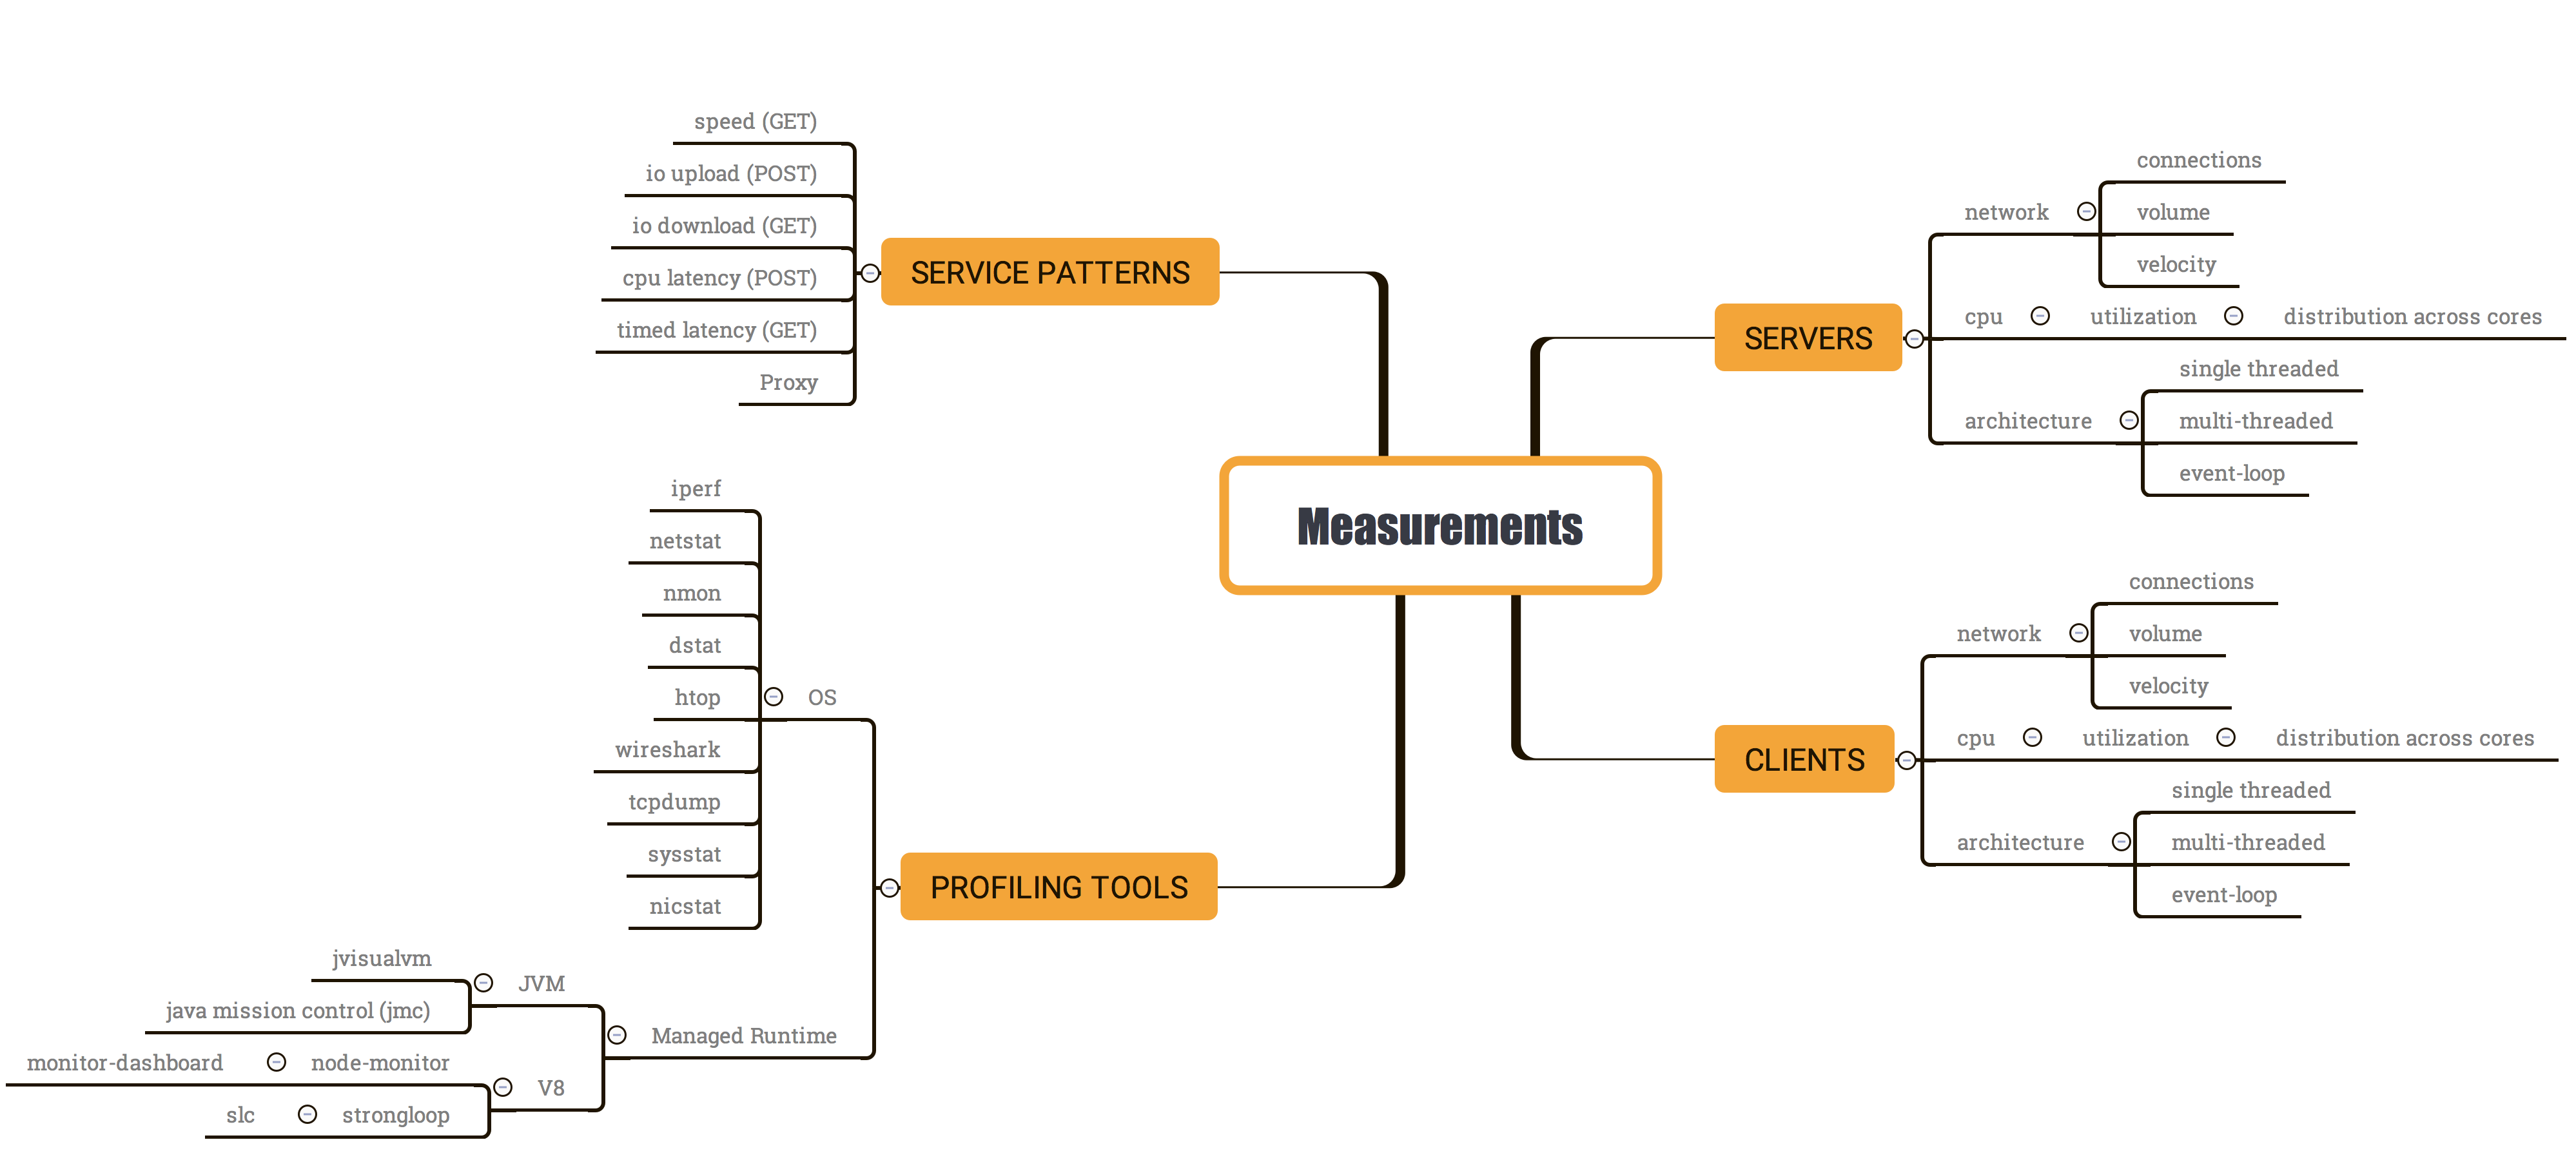 Measurements
SERVICE PATTERNS
speed (GET)
io upload (POST)
io download (GET)
cpu latency (POST)
timed latency (GET)
Proxy
PROFILING TOOLS
OS
iperf
netstat
nmon
dstat
htop
wireshark
tcpdump
sysstat
nicstat
Managed Runtime
JVM
jvisualvm
java mission control (jmc)
V8
node-monitor
monitor-dashboard
strongloop
slc
SERVERS
network
connections
volume
velocity
cpu
utilization
distribution across cores
architecture
single threaded
multi-threaded
event-loop
CLIENTS
network
connections
volume
velocity
cpu
utilization
distribution across cores
architecture
single threaded
multi-threaded
event-loop